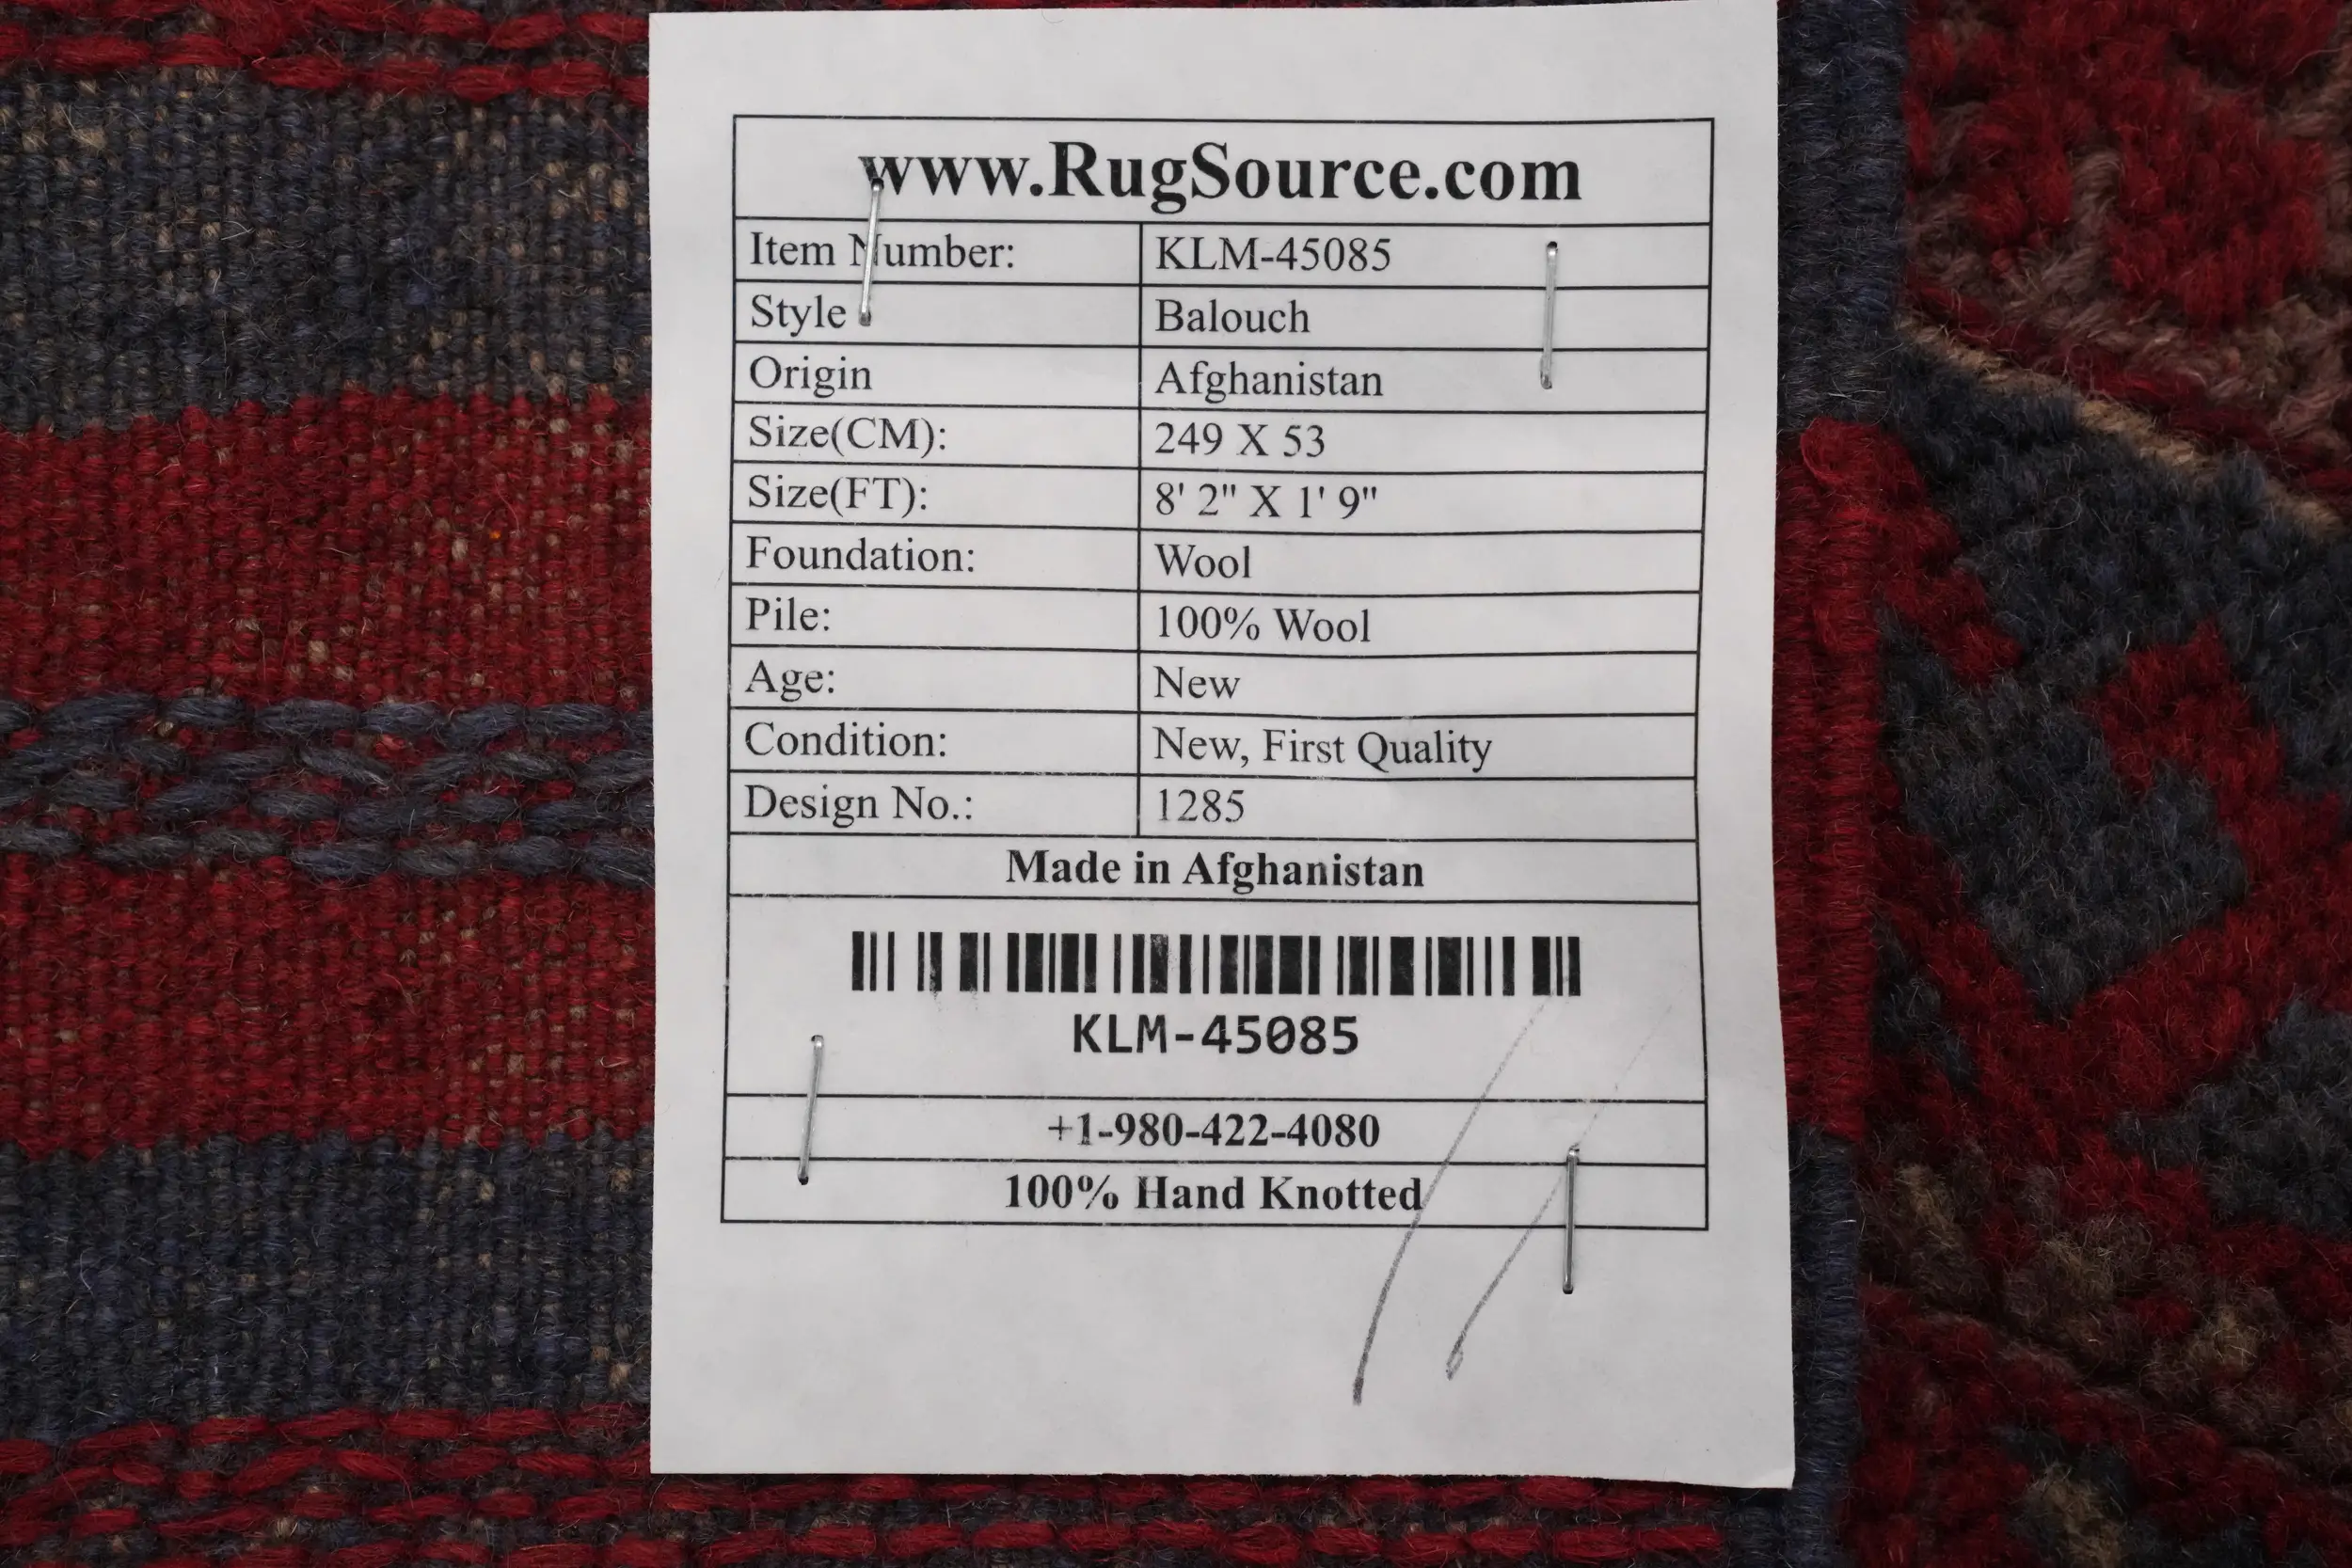 www.RugSource.com
Item Number: KLM-45085
Style Balouch
Origin Afghanistan
Size(CM): 249 X 53
Size(FT): 8' 2" X 1' 9"
Foundation: Wool
Pile: 100% Wool
Age: New
Condition: New, First Quality
Design No.: 1285
Made in Afghanistan
KLM-45085
+1-980-422-4080
100% Hand Knotted